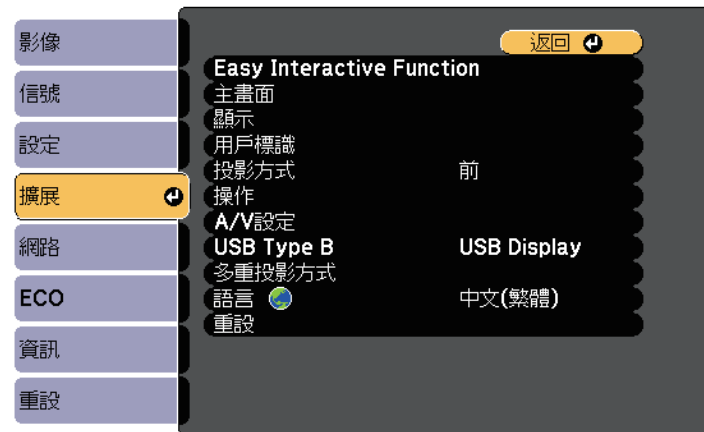 影像
信號
設定
擴展
網路
ECO
資訊
重設
返回
Easy Interactive Function
主畫面
顯示
用戶標識
投影方式 前
操作
A/V設定
USB Type B USB Display
多重投影方式
語言 中文(繁體)
重設